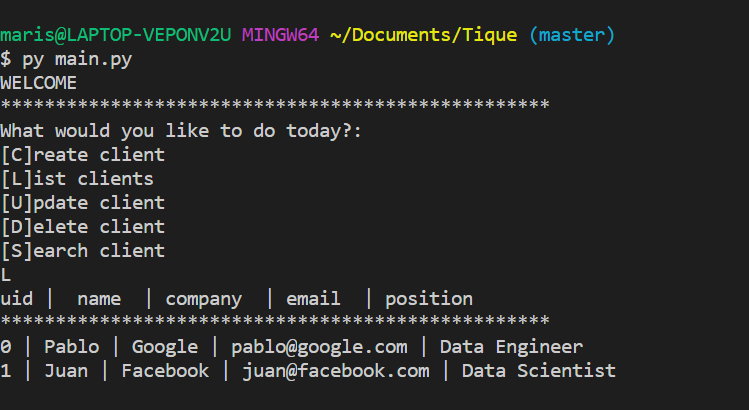 maris@LAPTOP-VEPONV2U MINGW64 ~/Documents/Tique (master)
$ py main.py
WELCOME
**************************************************
What would you like to do today?:
[C]reate client
[L]ist clients
[U]pdate client
[D]elete client
[S]earch client
L
uid |  name  | company  | email  | position
**************************************************
0 | Pablo | Google | pablo@google.com | Data Engineer
1 | Juan | Facebook | juan@facebook.com | Data Scientist